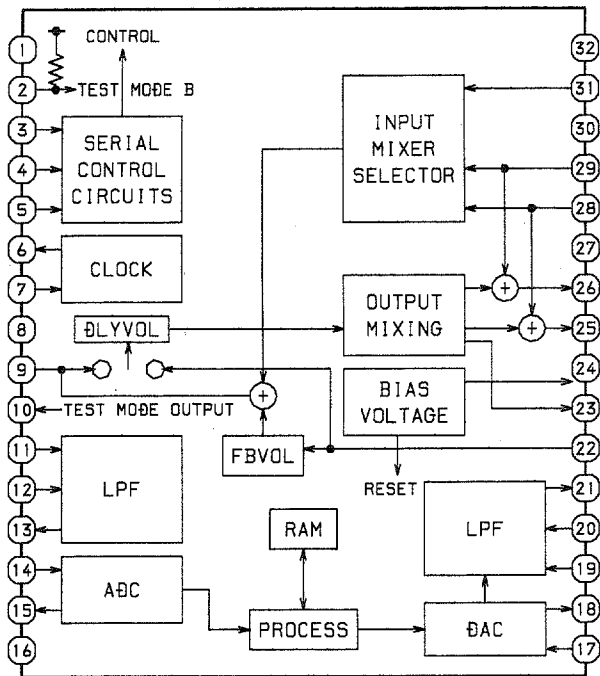 1
CONTROL
32
2
TEST MODE B
31
3
SERIAL
CONTROL
CIRCUITS
INPUT
MIXER
SELECTOR
30
4
29
5
28
6
CLOCK
27
7
OUTPUT
MIXING
+
26
8
DLYVOL
+
25
9
BIAS
VOLTAGE
24
10
TEST MODE OUTPUT
+
23
11
FBVOL
22
12
LPF
RESET
21
13
RAM
LPF
20
14
ADC
19
15
PROCESS
DAC
18
16
17